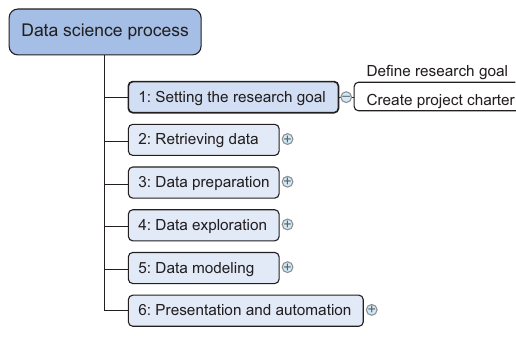 Data science process
Define research goal
1: Setting the research goal
Create project charter
2: Retrieving data
3: Data preparation
4: Data exploration
5: Data modeling
6: Presentation and automation